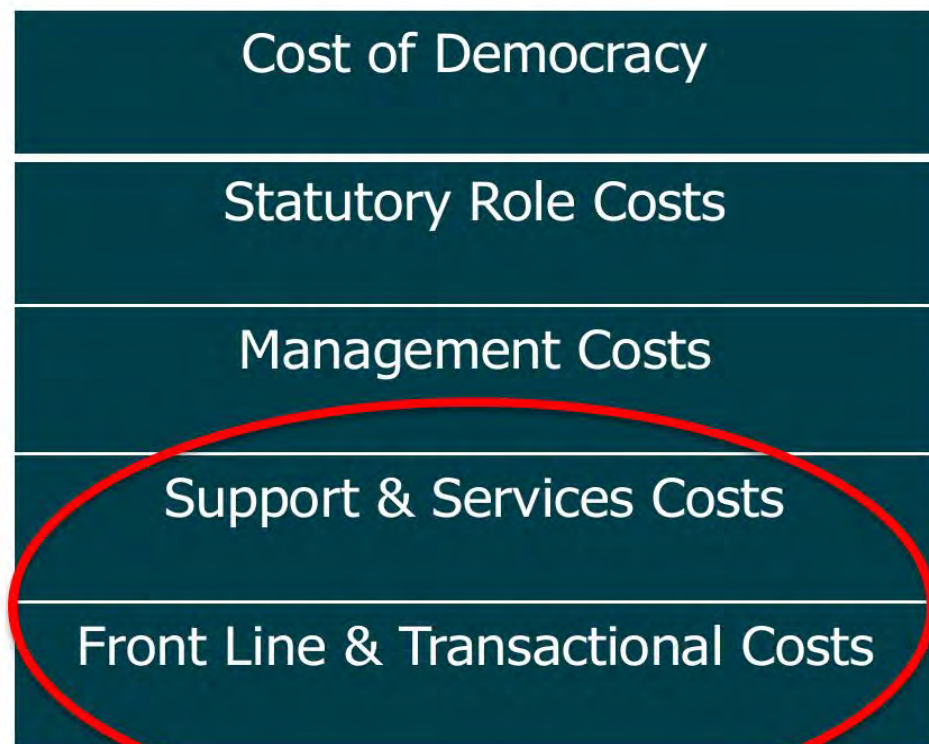 Cost of Democracy
Statutory Role Costs
Management Costs
Support & Services Costs
Front Line & Transactional Costs